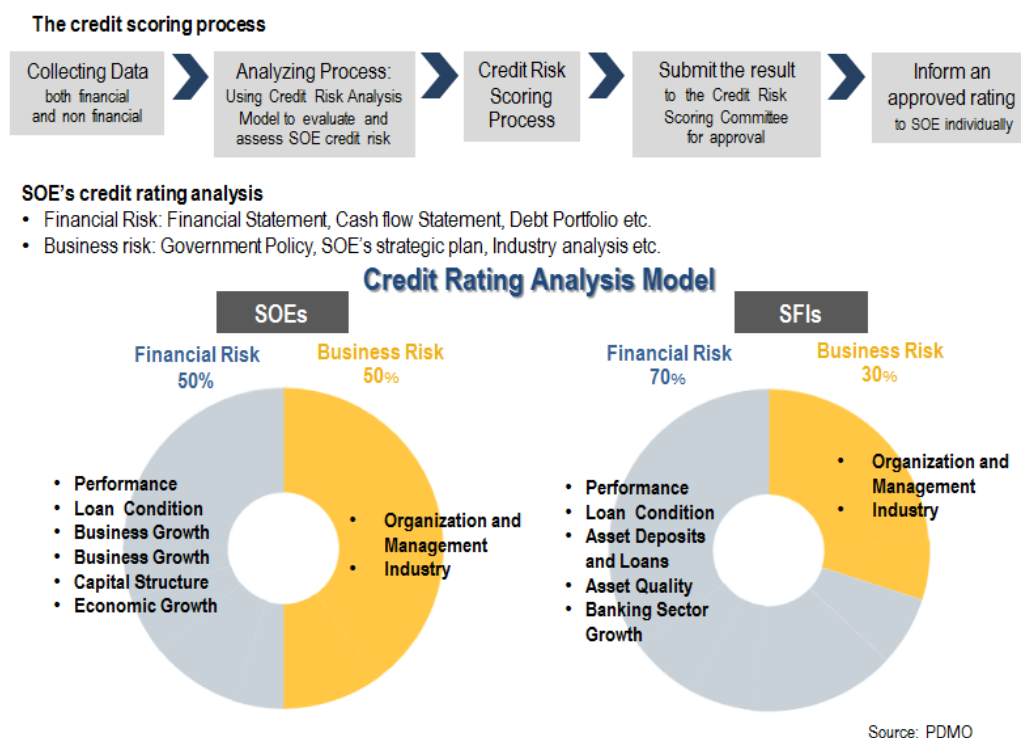 The credit scoring process
Collecting Data
both financial
and non financial
Analyzing Process:
Using Credit Risk Analysis
Model to evaluate and
assess SOE credit risk
Credit Risk
Scoring
Process
Submit the result
to the Credit Risk
Scoring Committee
for approval
Inform an
approved rating
to SOE individually
SOE's credit rating analysis
• Financial Risk: Financial Statement, Cash flow Statement, Debt Portfolio etc.
• Business risk: Government Policy, SOE's strategic plan, Industry analysis etc.
Credit Rating Analysis Model
SOEs
Financial Risk
50%
Business Risk
50%
• Performance
• Loan Condition
• Business Growth
• Business Growth
• Capital Structure
• Economic Growth
• Organization and
Management
• Industry
SFIs
Financial Risk
70%
Business Risk
30%
• Performance
• Loan Condition
• Asset Deposits
and Loans
• Asset Quality
• Banking Sector
Growth
• Organization and
Management
• Industry
Source: PDMO